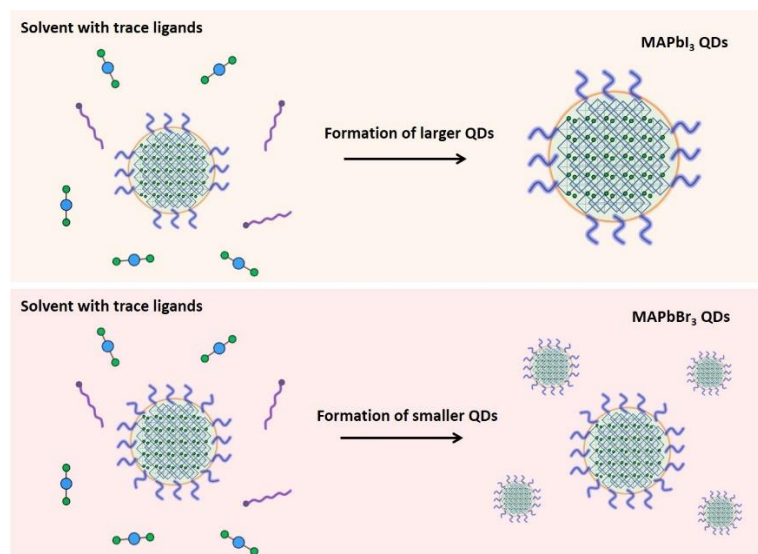 Solvent with trace ligands
MAPbI₃ QDs
Formation of larger QDs
Solvent with trace ligands
MAPbBr₃ QDs
Formation of smaller QDs